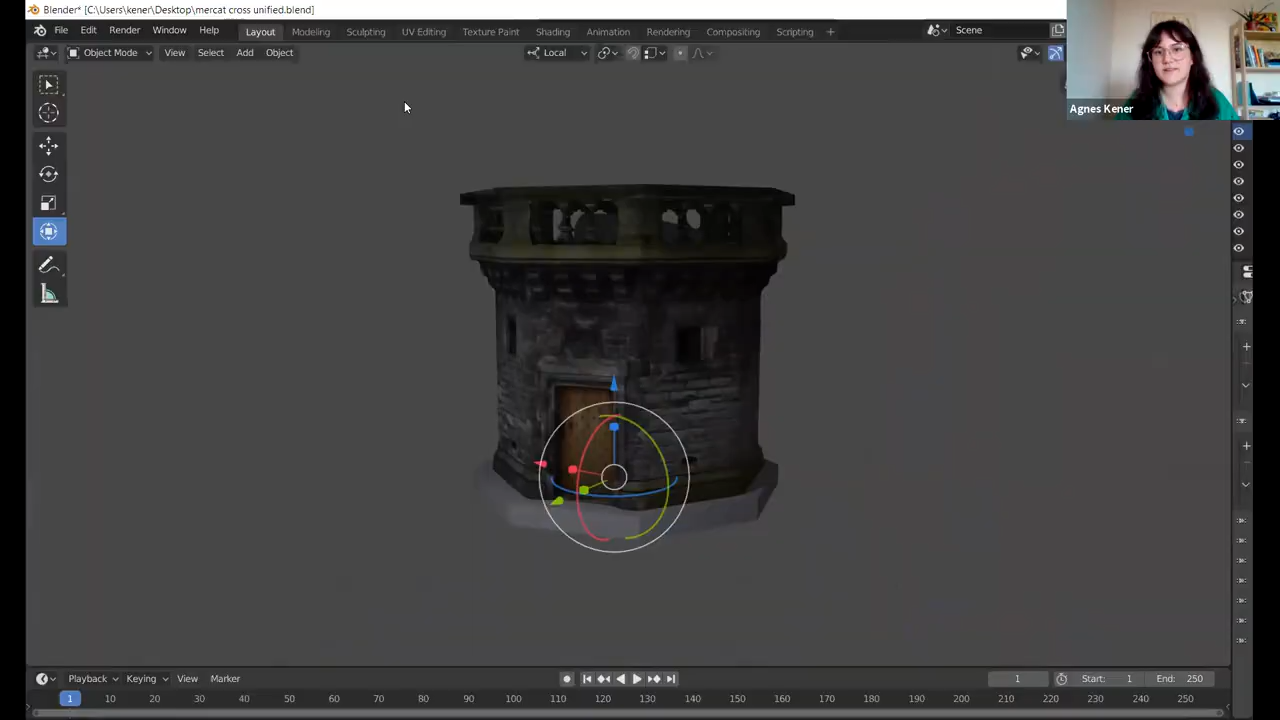 Blender* [C:\Users\kener\Desktop\mercat cross unified.blend]
File Edit Render Window Help Layout Modeling Sculpting UV Editing Texture Paint Shading Animation Rendering Compositing Scripting + Scene
Object Mode View Select Add Object Local
Agnes Kener
Playback Keying View Marker 1 Start: 1 End: 250
1 10 20 30 40 50 60 70 80 90 100 110 120 130 140 150 160 170 180 190 200 210 220 230 240 250